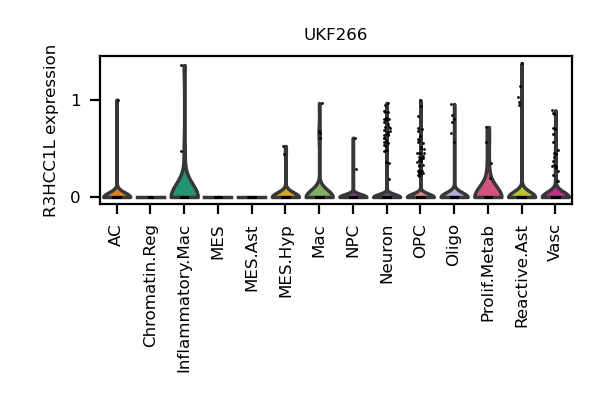 UKF266
R3HCC1L expression
1
0
AC
Chromatin.Reg
Inflammatory.Mac
MES
MES.Ast
MES.Hyp
Mac
NPC
Neuron
OPC
Oligo
Prolif.Metab
Reactive.Ast
Vasc